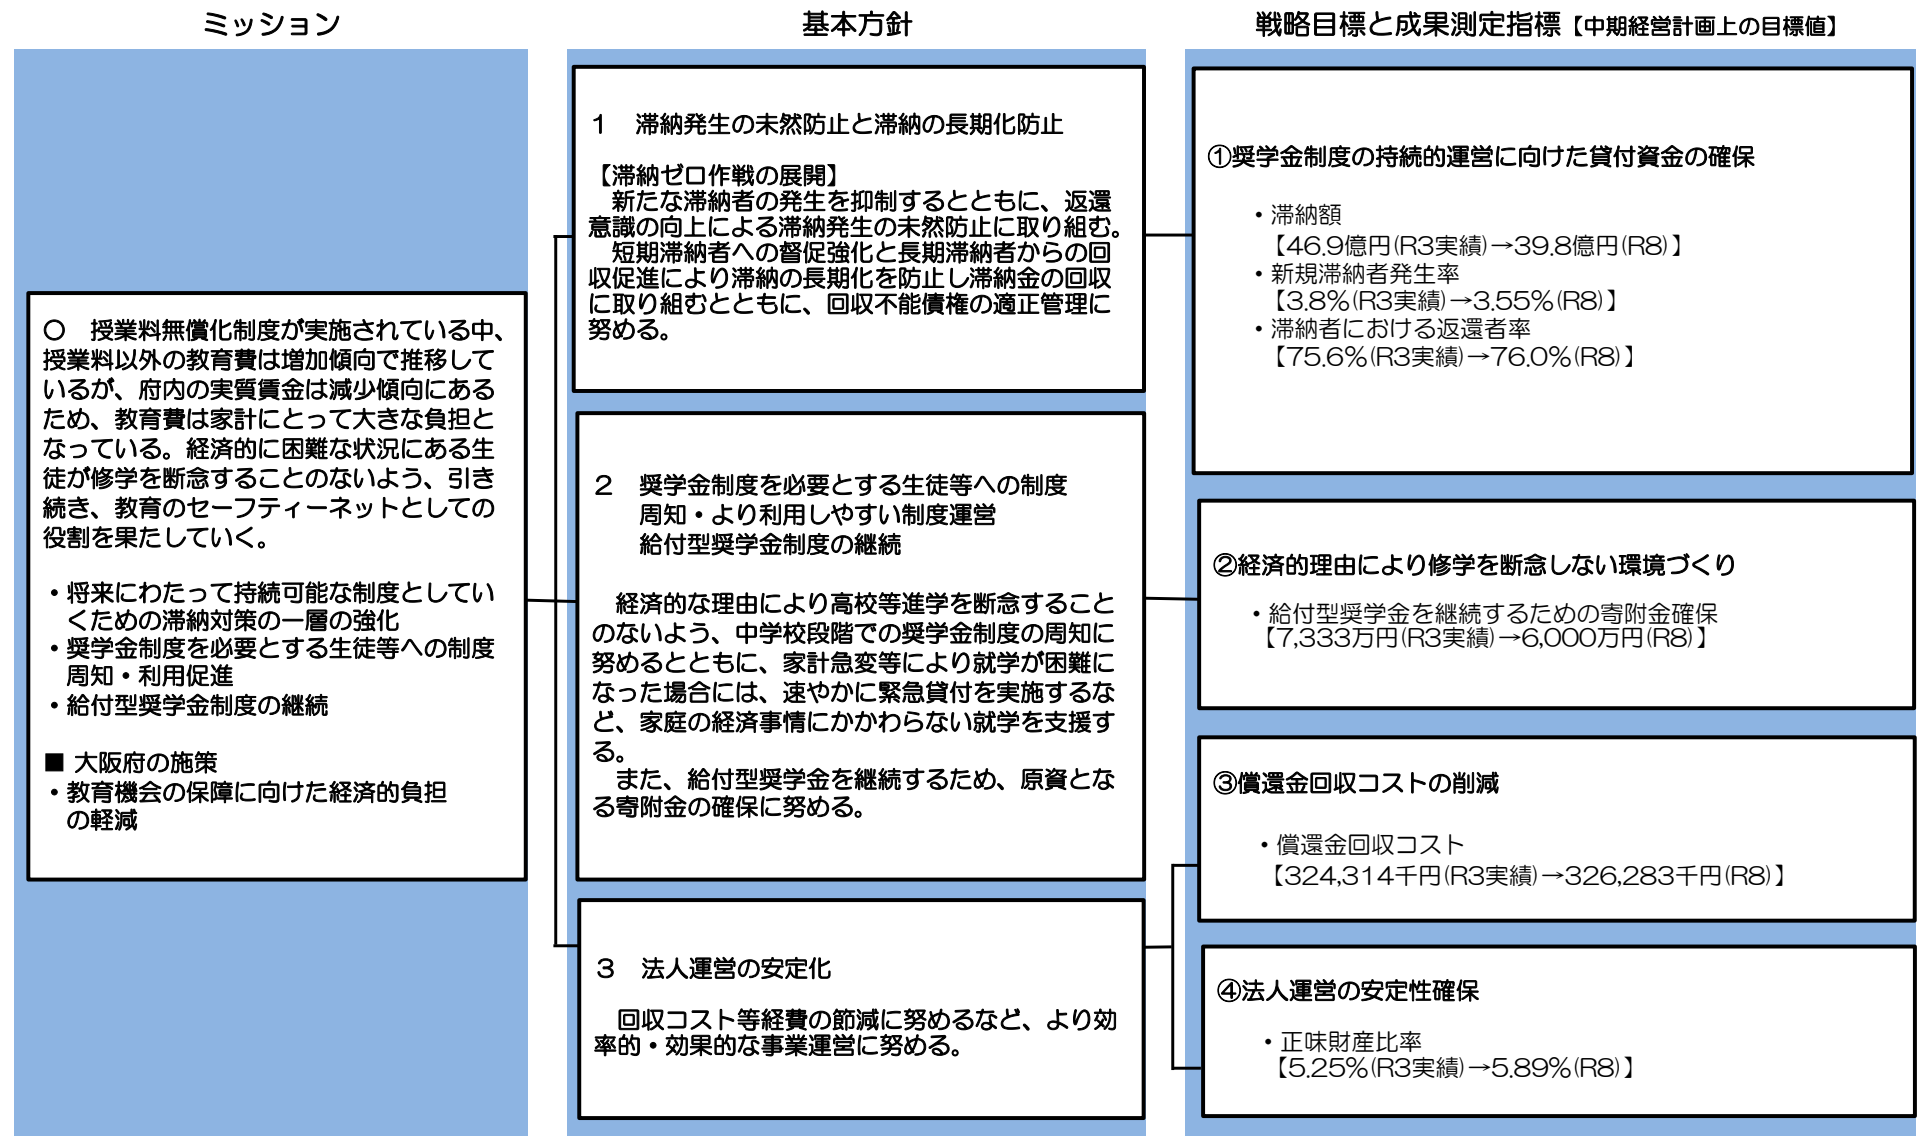 ミッション
○　授業料無償化制度が実施されている中、
授業料以外の教育費は増加傾向で推移して
いるが、府内の実質賃金は減少傾向にある
ため、教育費は家計にとって大きな負担と
なっている。経済的に困難な状況にある生
徒が修学を断念することのないよう、引き
続き、教育のセーフティーネットとしての
役割を果たしていく。
・将来にわたって持続可能な制度としてい
くための滞納対策の一層の強化
・奨学金制度を必要とする生徒等への制度
周知・利用促進
・給付型奨学金制度の継続
■ 大阪府の施策
・教育機会の保障に向けた経済的負担
の軽減
基本方針
１　滞納発生の未然防止と滞納の長期化防止
【滞納ゼロ作戦の展開】
新たな滞納者の発生を抑制するとともに、返還
意識の向上による滞納発生の未然防止に取り組む。
短期滞納者への督促強化と長期滞納者からの回
収促進により滞納の長期化を防止し滞納金の回収
に取り組むとともに、回収不能債権の適正管理に
努める。
２　奨学金制度を必要とする生徒等への制度
周知・より利用しやすい制度運営
給付型奨学金制度の継続
経済的な理由により高校等進学を断念すること
のないよう、中学校段階での奨学金制度の周知に
努めるとともに、家計急変等により就学が困難に
なった場合には、速やかに緊急貸付を実施するな
ど、家庭の経済事情にかかわらない就学を支援す
る。
また、給付型奨学金を継続するため、原資とな
る寄附金の確保に努める。
３　法人運営の安定化
回収コスト等経費の節減に努めるなど、より効
率的・効果的な事業運営に努める。
戦略目標と成果測定指標【中期経営計画上の目標値】
①奨学金制度の持続的運営に向けた貸付資金の確保
・滞納額
【46.9億円(R3実績)→39.8億円(R8)】
・新規滞納者発生率
【3.8％(R3実績)→3.55％(R8)】
・滞納者における返還者率
【75.6％(R3実績)→76.0％(R8)】
②経済的理由により修学を断念しない環境づくり
・給付型奨学金を継続するための寄附金確保
【7,333万円(R3実績)→6,000万円(R8)】
③償還金回収コストの削減
・償還金回収コスト
【324,314千円(R3実績)→326,283千円(R8)】
④法人運営の安定性確保
・正味財産比率
【5.25％(R3実績)→5.89％(R8)】